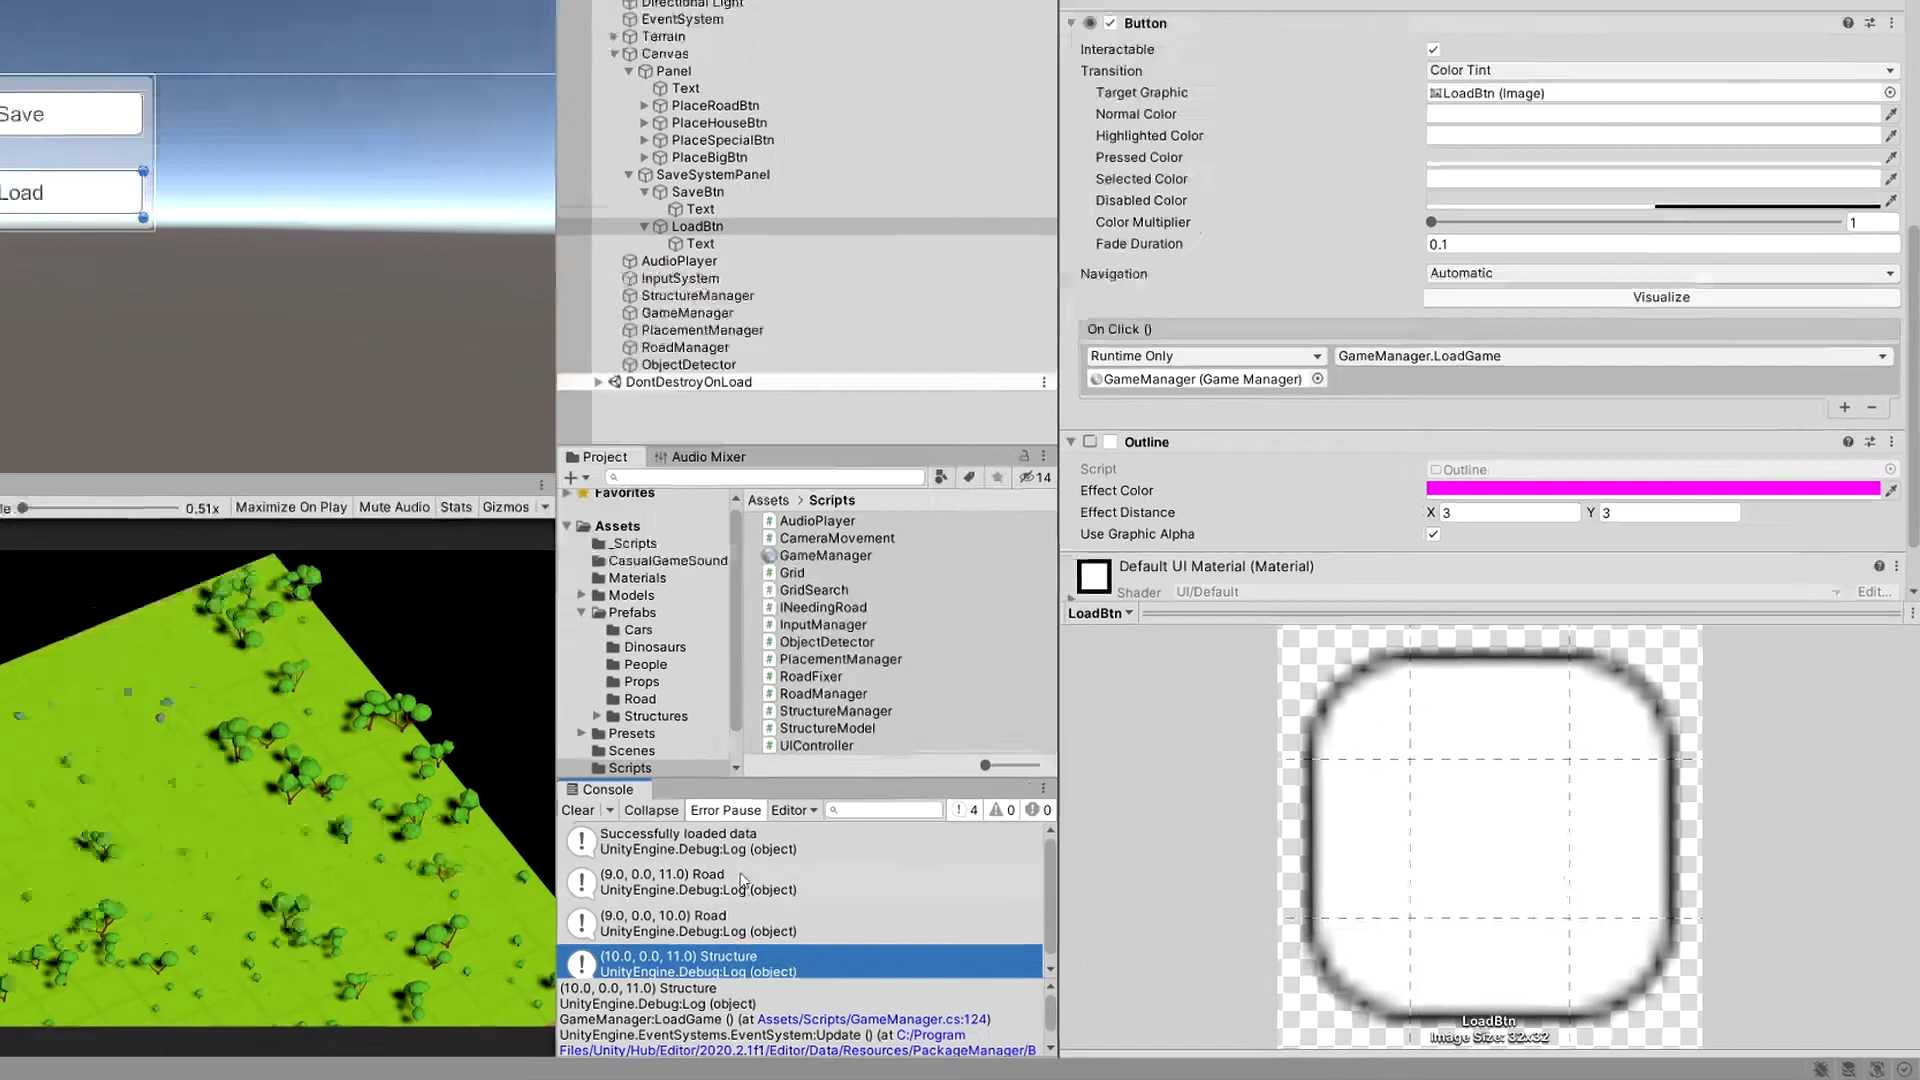 Save
Load
0.51x
Maximize On Play
Mute Audio
Stats
Gizmos
Directional Light
EventSystem
Terrain
Canvas
Panel
Text
PlaceRoadBtn
PlaceHouseBtn
PlaceSpecialBtn
PlaceBigBtn
SaveSystemPanel
SaveBtn
Text
LoadBtn
Text
AudioPlayer
InputSystem
StructureManager
GameManager
PlacementManager
RoadManager
ObjectDetector
DontDestroyOnLoad
Project
Audio Mixer
14
Favorites
Assets
_Scripts
CasualGameSound
Materials
Models
Prefabs
Cars
Dinosaurs
People
Props
Road
Structures
Presets
Scenes
Scripts
Assets > Scripts
AudioPlayer
CameraMovement
GameManager
Grid
GridSearch
INeedingRoad
InputManager
ObjectDetector
PlacementManager
RoadFixer
RoadManager
StructureManager
StructureModel
UIController
Console
Clear
Collapse
Error Pause
Editor
4
0
0
Successfully loaded data
UnityEngine.Debug:Log (object)
(9.0, 0.0, 11.0) Road
UnityEngine.Debug:Log (object)
(9.0, 0.0, 10.0) Road
UnityEngine.Debug:Log (object)
(10.0, 0.0, 11.0) Structure
UnityEngine.Debug:Log (object)
(10.0, 0.0, 11.0) Structure
UnityEngine.Debug:Log (object)
GameManager:LoadGame () (at Assets/Scripts/GameManager.cs:124)
UnityEngine.EventSystems.EventSystem:Update () (at C:/Program
Files/Unity/Hub/Editor/2020.2.1f1/Editor/Data/Resources/PackageManager/B
Button
Interactable
Transition
Color Tint
Target Graphic
LoadBtn (Image)
Normal Color
Highlighted Color
Pressed Color
Selected Color
Disabled Color
Color Multiplier
1
Fade Duration
0.1
Navigation
Automatic
Visualize
On Click ()
Runtime Only
GameManager.LoadGame
GameManager (Game Manager)
+ −
Outline
Script
Outline
Effect Color
Effect Distance
X 3
Y 3
Use Graphic Alpha
Default UI Material (Material)
Shader
UI/Default
Edit...
LoadBtn
LoadBtn
Image Size: 32x32